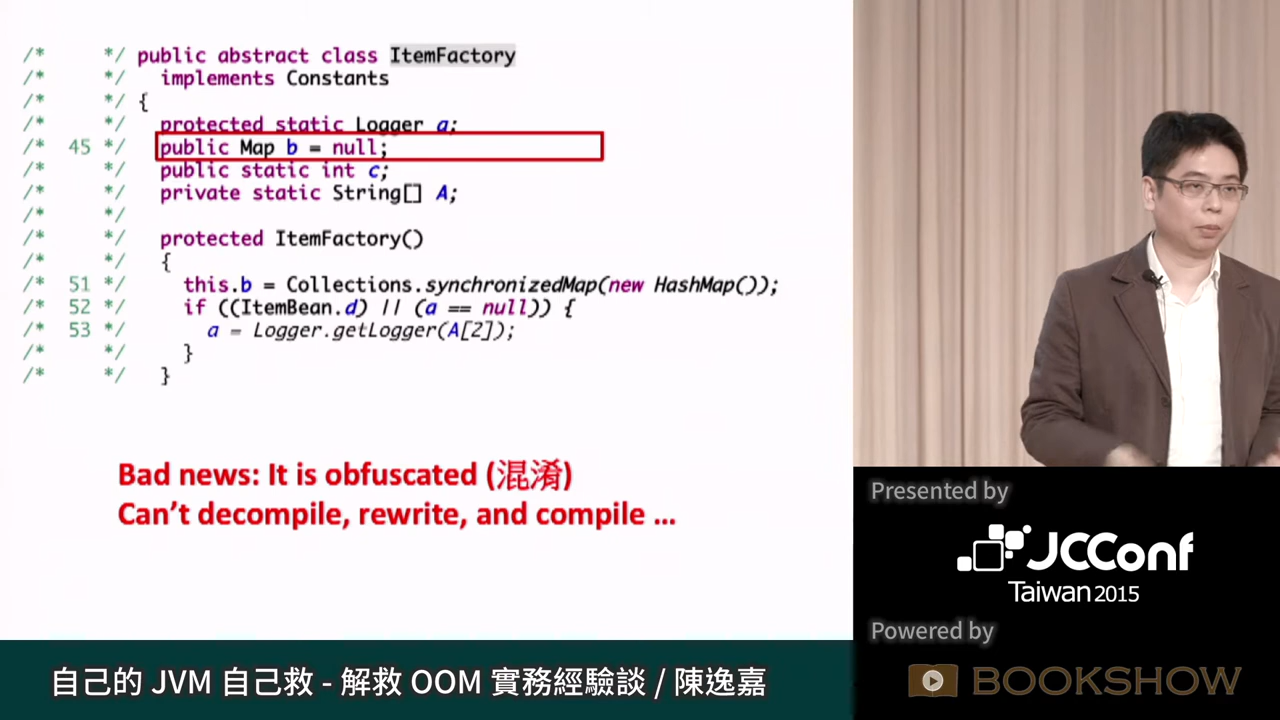 /*       */ public abstract class ItemFactory
/*       */   implements Constants
/*       */ {
/*       */   protected static Logger a;
/*   45  */   public Map b = null;
/*       */   public static int c;
/*       */   private static String[] A;
/*       */
/*       */   protected ItemFactory()
/*       */   {
/*   51  */     this.b = Collections.synchronizedMap(new HashMap());
/*   52  */     if ((ItemBean.d) || (a == null)) {
/*   53  */       a = Logger.getLogger(A[2]);
/*       */     }
/*       */   }
Bad news: It is obfuscated (混淆)
Can't decompile, rewrite, and compile ...
Presented by
JCConf
Taiwan 2015
Powered by
BOOKSHOW
自己的 JVM 自己救 - 解救 OOM 實務經驗談 / 陳逸嘉